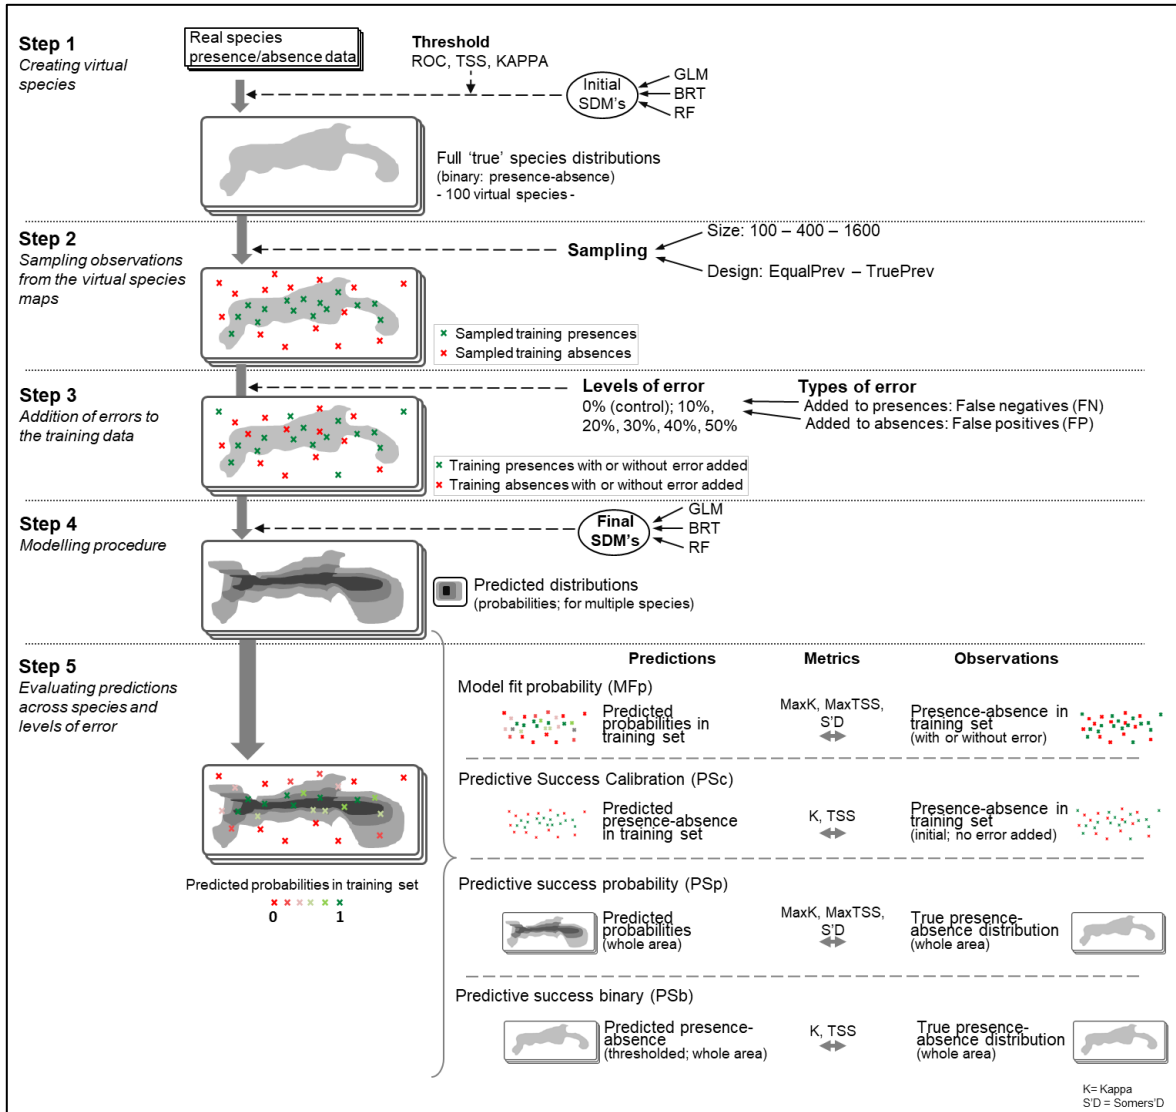 Step 1
Creating virtual
species
Real species
presence/absence data
Threshold
ROC, TSS, KAPPA
Initial
SDM's
GLM
BRT
RF
Full 'true' species distributions
(binary: presence-absence)
- 100 virtual species -
Step 2
Sampling observations
from the virtual species
maps
Sampling
Size: 100 – 400 – 1600
Design: EqualPrev – TruePrev
× Sampled training presences
× Sampled training absences
Step 3
Addition of errors to
the training data
Levels of error
0% (control); 10%,
20%, 30%, 40%, 50%
Types of error
Added to presences: False negatives (FN)
Added to absences: False positives (FP)
× Training presences with or without error added
× Training absences with or without error added
Step 4
Modelling procedure
Final
SDM's
GLM
BRT
RF
Predicted distributions
(probabilities; for multiple species)
Step 5
Evaluating predictions
across species and
levels of error
Predicted probabilities in training set
0 1
Predictions Metrics Observations
Model fit probability (MFp)
Predicted
probabilities in
training set
MaxK, MaxTSS,
S'D
Presence-absence in
training set
(with or without error)
Predictive Success Calibration (PSc)
Predicted
presence-absence
in training set
K, TSS
Presence-absence in
training set
(initial; no error added)
Predictive success probability (PSp)
Predicted
probabilities
(whole area)
MaxK, MaxTSS,
S'D
True presence-
absence distribution
(whole area)
Predictive success binary (PSb)
Predicted presence-
absence
(thresholded; whole area)
K, TSS
True presence-
absence distribution
(whole area)
K= Kappa
S'D = Somers'D